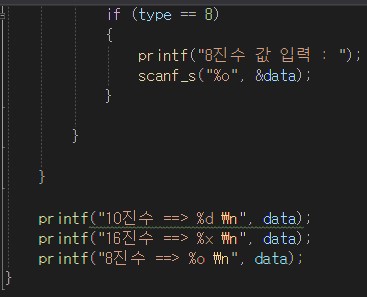 if (type == 8)
{
printf("8진수 값 입력 : ");
scanf_s("%o", &data);
}
}
}
printf("10진수 ==> %d ₩n", data);
printf("16진수 ==> %x ₩n", data);
printf("8진수 ==> %o ₩n", data);
}